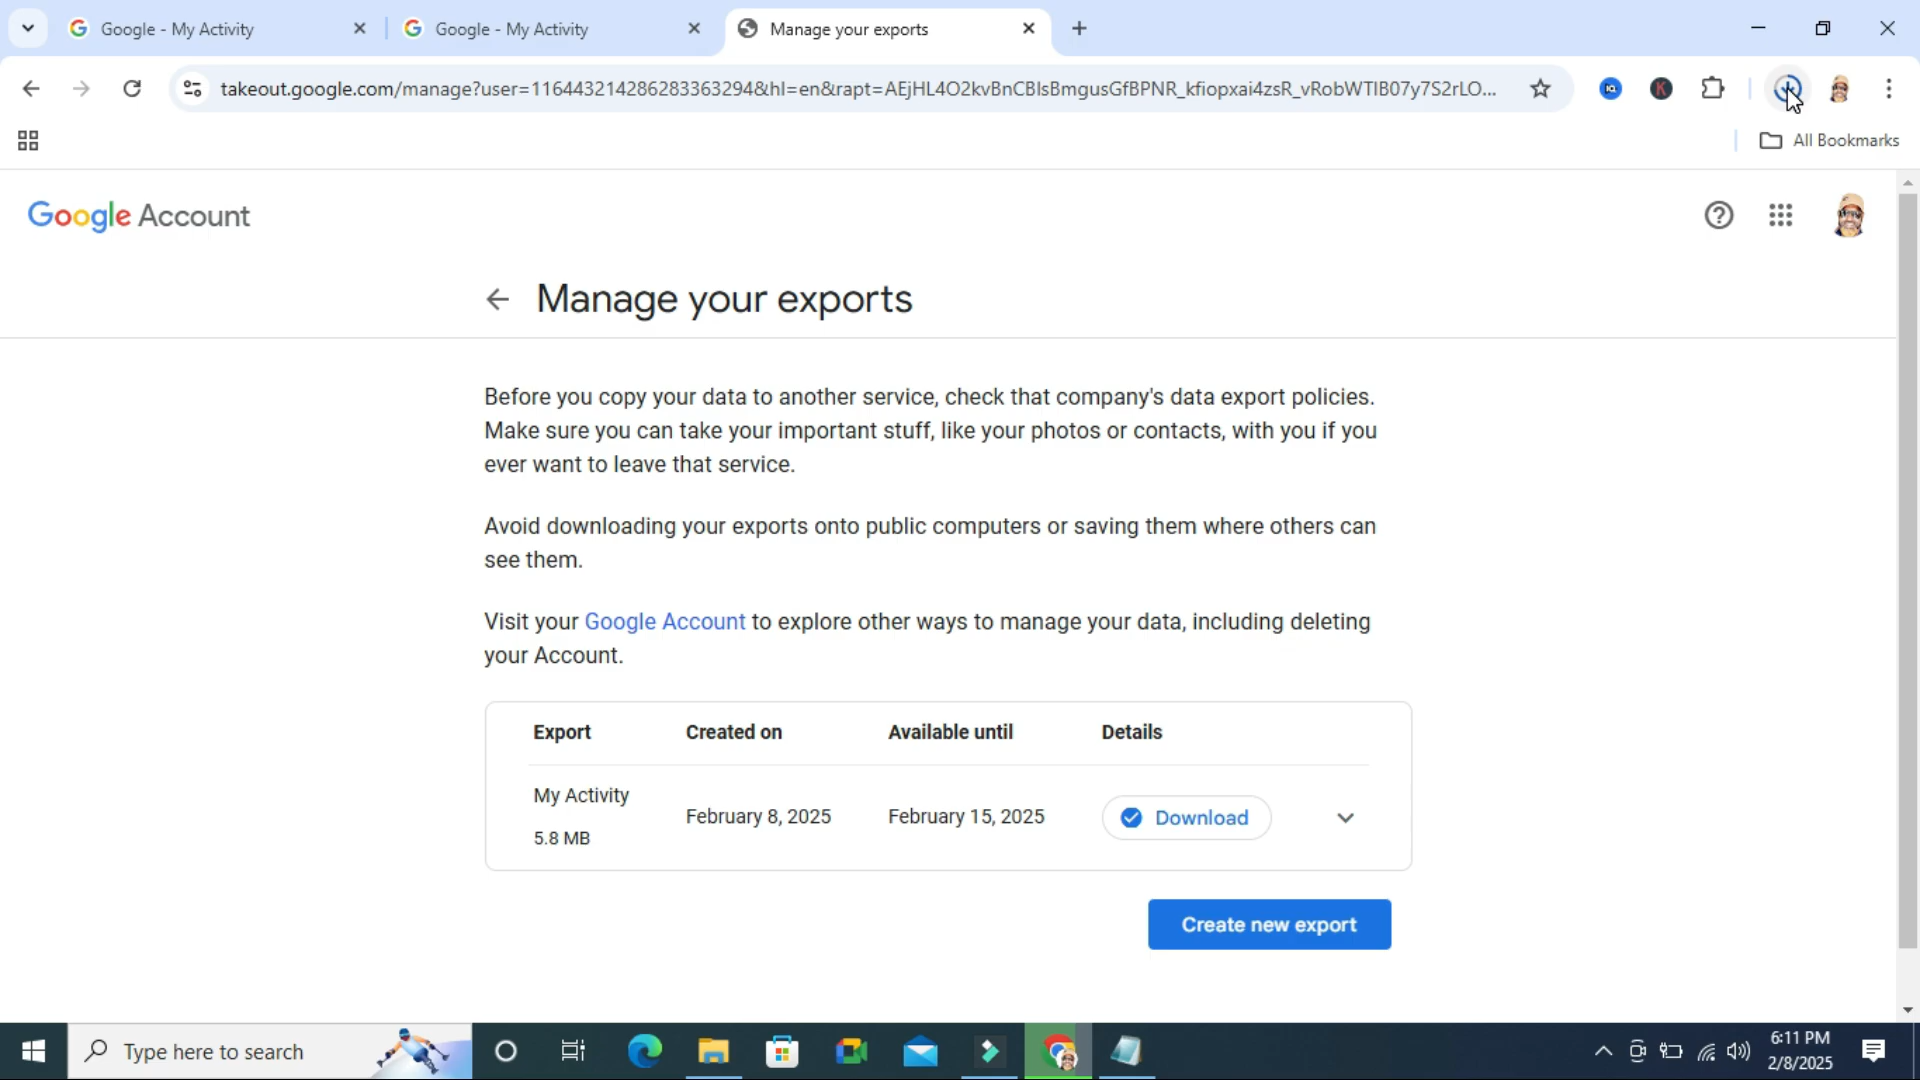 Google - My Activity
Google - My Activity
Manage your exports
takeout.google.com/manage?user=116443214286283363294&hl=en&rapt=AEjHL4O2kvBnCBIsBmgusGfBPNR_kfiopxai4zsR_vRobWTIB07y7S2rLO...
All Bookmarks
Google Account
Manage your exports
Before you copy your data to another service, check that company's data export policies.
Make sure you can take your important stuff, like your photos or contacts, with you if you
ever want to leave that service.
Avoid downloading your exports onto public computers or saving them where others can
see them.
Visit your Google Account to explore other ways to manage your data, including deleting
your Account.
Export Created on Available until Details
My Activity
5.8 MB
February 8, 2025 February 15, 2025 Download
Create new export
Type here to search
6:11 PM
2/8/2025